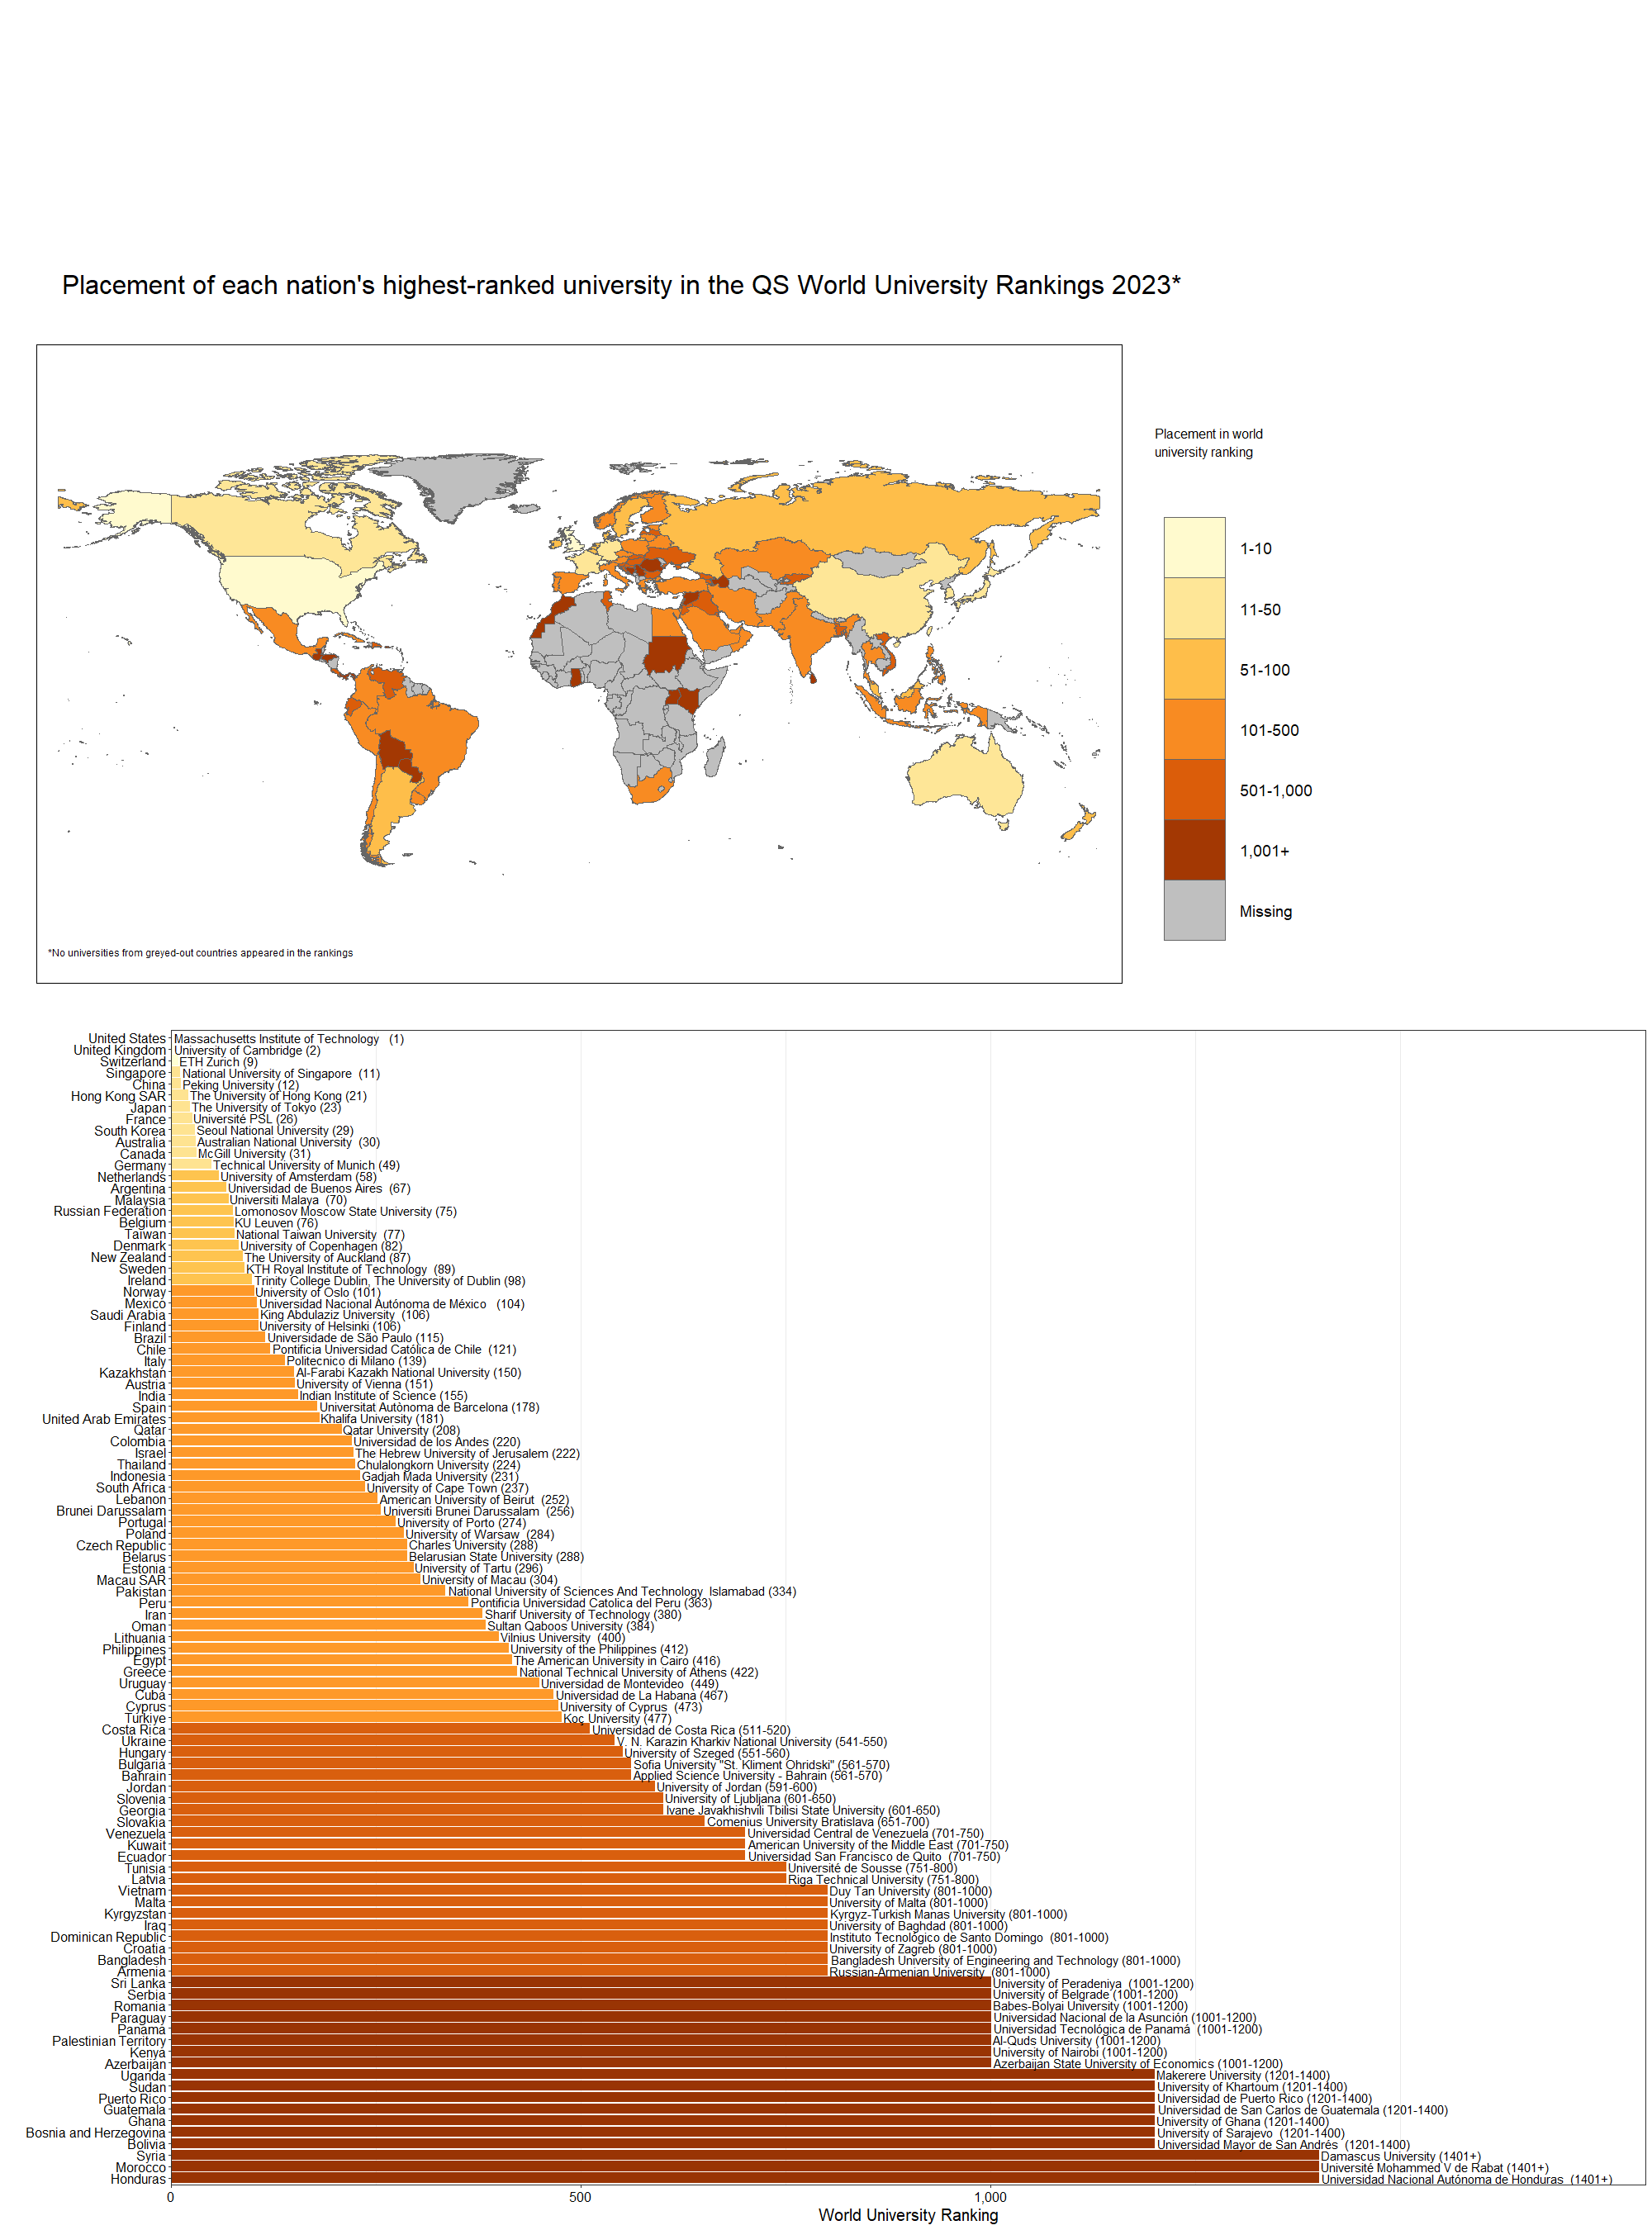 Placement of each nation's highest-ranked university in the QS World University Rankings 2023*
Placement in world
university ranking
1-10
11-50
51-100
101-500
501-1,000
1,001+
Missing
*No universities from greyed-out countries appeared in the rankings
United States Massachusetts Institute of Technology (1)
United Kingdom University of Cambridge (2)
Switzerland ETH Zurich (9)
Singapore National University of Singapore (11)
China Peking University (12)
Hong Kong SAR The University of Hong Kong (21)
Japan The University of Tokyo (23)
France Université PSL (26)
South Korea Seoul National University (29)
Australia Australian National University (30)
Canada McGill University (31)
Germany Technical University of Munich (49)
Netherlands University of Amsterdam (58)
Argentina Universidad de Buenos Aires (67)
Malaysia Universiti Malaya (70)
Russian Federation Lomonosov Moscow State University (75)
Belgium KU Leuven (76)
Taiwan National Taiwan University (77)
Denmark University of Copenhagen (82)
New Zealand The University of Auckland (87)
Sweden KTH Royal Institute of Technology (89)
Ireland Trinity College Dublin, The University of Dublin (98)
Norway University of Oslo (101)
Mexico Universidad Nacional Autónoma de México (104)
Saudi Arabia King Abdulaziz University (106)
Finland University of Helsinki (106)
Brazil Universidade de São Paulo (115)
Chile Pontificia Universidad Católica de Chile (121)
Italy Politecnico di Milano (139)
Kazakhstan Al-Farabi Kazakh National University (150)
Austria University of Vienna (151)
India Indian Institute of Science (155)
Spain Universitat Autònoma de Barcelona (178)
United Arab Emirates Khalifa University (181)
Qatar Qatar University (208)
Colombia Universidad de los Andes (220)
Israel The Hebrew University of Jerusalem (222)
Thailand Chulalongkorn University (224)
Indonesia Gadjah Mada University (231)
South Africa University of Cape Town (237)
Lebanon American University of Beirut (252)
Brunei Darussalam Universiti Brunei Darussalam (256)
Portugal University of Porto (274)
Poland University of Warsaw (284)
Czech Republic Charles University (288)
Belarus Belarusian State University (288)
Estonia University of Tartu (296)
Macau SAR University of Macau (304)
Pakistan National University of Sciences And Technology Islamabad (334)
Peru Pontificia Universidad Catolica del Peru (363)
Iran Sharif University of Technology (380)
Oman Sultan Qaboos University (384)
Lithuania Vilnius University (400)
Philippines University of the Philippines (412)
Egypt The American University in Cairo (416)
Greece National Technical University of Athens (422)
Uruguay Universidad de Montevideo (449)
Cuba Universidad de La Habana (467)
Cyprus University of Cyprus (473)
Türkiye Koç University (477)
Costa Rica Universidad de Costa Rica (511-520)
Ukraine V. N. Karazin Kharkiv National University (541-550)
Hungary University of Szeged (551-560)
Bulgaria Sofia University "St. Kliment Ohridski" (561-570)
Bahrain Applied Science University - Bahrain (561-570)
Jordan University of Jordan (591-600)
Slovenia University of Ljubljana (601-650)
Georgia Ivane Javakhishvili Tbilisi State University (601-650)
Slovakia Comenius University Bratislava (651-700)
Venezuela Universidad Central de Venezuela (701-750)
Kuwait American University of the Middle East (701-750)
Ecuador Universidad San Francisco de Quito (701-750)
Tunisia Université de Sousse (751-800)
Latvia Riga Technical University (751-800)
Vietnam Duy Tan University (801-1000)
Malta University of Malta (801-1000)
Kyrgyzstan Kyrgyz-Turkish Manas University (801-1000)
Iraq University of Baghdad (801-1000)
Dominican Republic Instituto Tecnológico de Santo Domingo (801-1000)
Croatia University of Zagreb (801-1000)
Bangladesh Bangladesh University of Engineering and Technology (801-1000)
Armenia Russian-Armenian University (801-1000)
Sri Lanka University of Peradeniya (1001-1200)
Serbia University of Belgrade (1001-1200)
Romania Babes-Bolyai University (1001-1200)
Paraguay Universidad Nacional de la Asunción (1001-1200)
Panama Universidad Tecnológica de Panamá (1001-1200)
Palestinian Territory Al-Quds University (1001-1200)
Kenya University of Nairobi (1001-1200)
Azerbaijan Azerbaijan State University of Economics (1001-1200)
Uganda Makerere University (1201-1400)
Sudan University of Khartoum (1201-1400)
Puerto Rico Universidad de Puerto Rico (1201-1400)
Guatemala Universidad de San Carlos de Guatemala (1201-1400)
Ghana University of Ghana (1201-1400)
Bosnia and Herzegovina University of Sarajevo (1201-1400)
Bolivia Universidad Mayor de San Andrés (1201-1400)
Syria Damascus University (1401+)
Morocco Université Mohammed V de Rabat (1401+)
Honduras Universidad Nacional Autónoma de Honduras (1401+)
0 500 1,000
World University Ranking